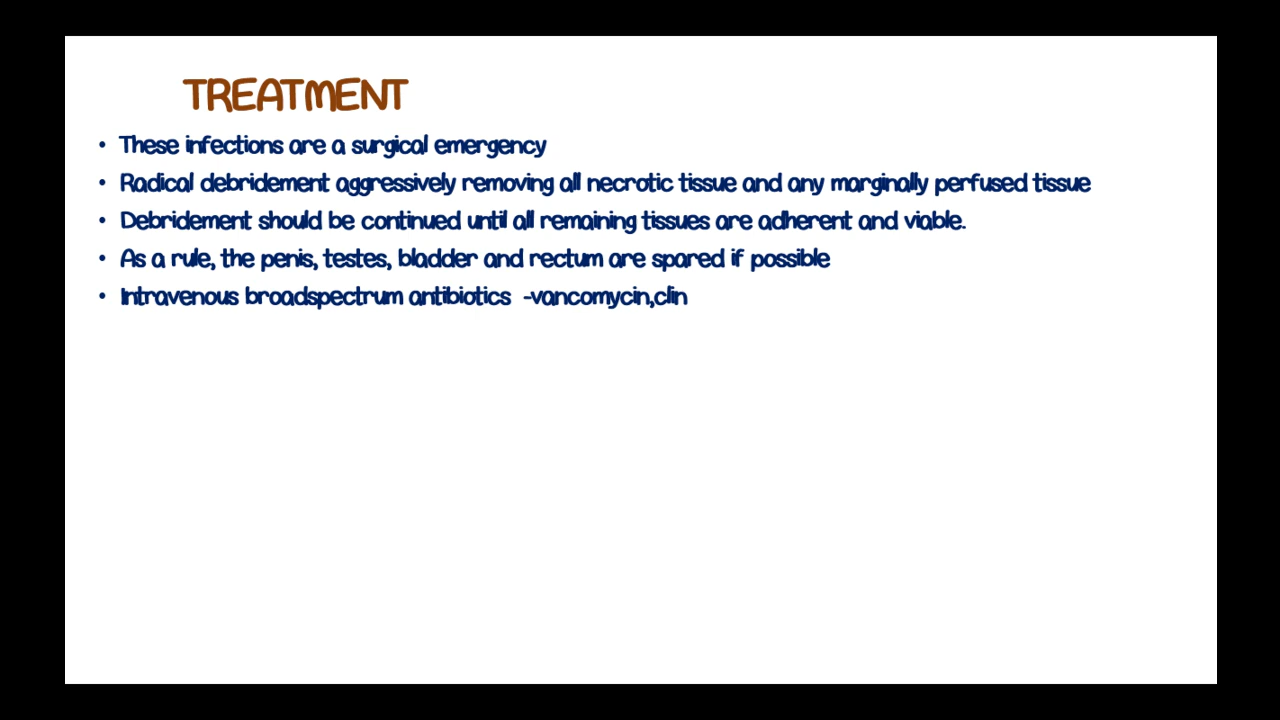 TREATMENT
• These infections are a surgical emergency
• Radical debridement aggressively removing all necrotic tissue and any marginally perfused tissue
• Debridement should be continued until all remaining tissues are adherent and viable.
• As a rule, the penis, testes, bladder and rectum are spared if possible
• Intravenous broadspectrum antibiotics -vancomycin,clin